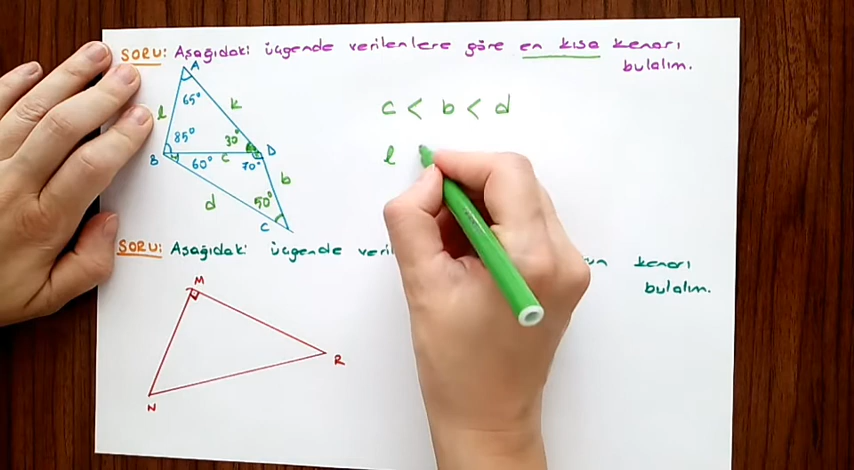 SORU: Aşağıdaki üçgende verilenlere göre en kısa kenarı
bulalım.
A
65°
l
k
85°
30°
B
60°
c
70°
D
b
50°
d
C
c < b < d
l
SORU: Aşağıdaki üçgende kenarı
bulalım.
M
R
N